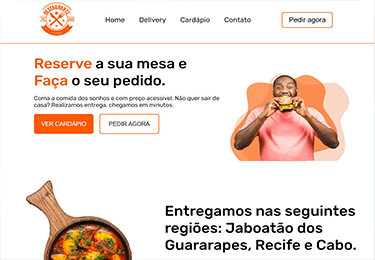 RESTAURANTE
Home
Delivery
Cardápio
Contato
Pedir agora
Reserve a sua mesa e
Faça o seu pedido.
Coma a comida dos sonhos e com preço acessível. Não quer sair de
casa? Realizamos entrega, chegamos em minutos.
VER CARDÁPIO
PEDIR AGORA
Entregamos nas seguintes
regiões: Jaboatão dos
Guararapes, Recife e Cabo.